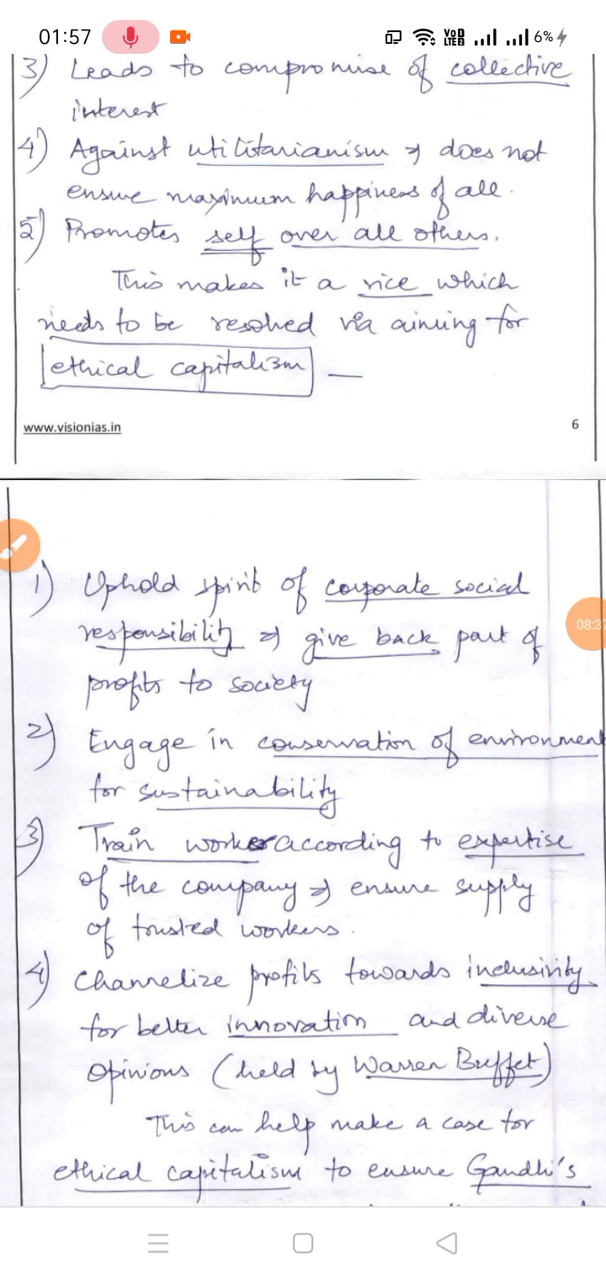 01:57
VoD
LTE2
6%
3) Leads to compromise of collective
interest
4) Against utilitarianism & does not
ensure maximum happiness of all.
5) Promotes self over all others.
This makes it a vice which
needs to be resolved via aiming for
ethical capitalism —
www.visionias.in
6
1) Uphold spirit of corporate social
responsibility ⇒ give back part of
profits to society
08:37
2) Engage in conservation of environment
for sustainability
3) Train worker according to expertise
of the company ⇒ ensure supply
of trusted workers.
4) Channelize profits towards inclusivity
for better innovation and diverse
opinions (held by Warren Buffet)
This can help make a case for
ethical capitalism to ensure Gandhi's